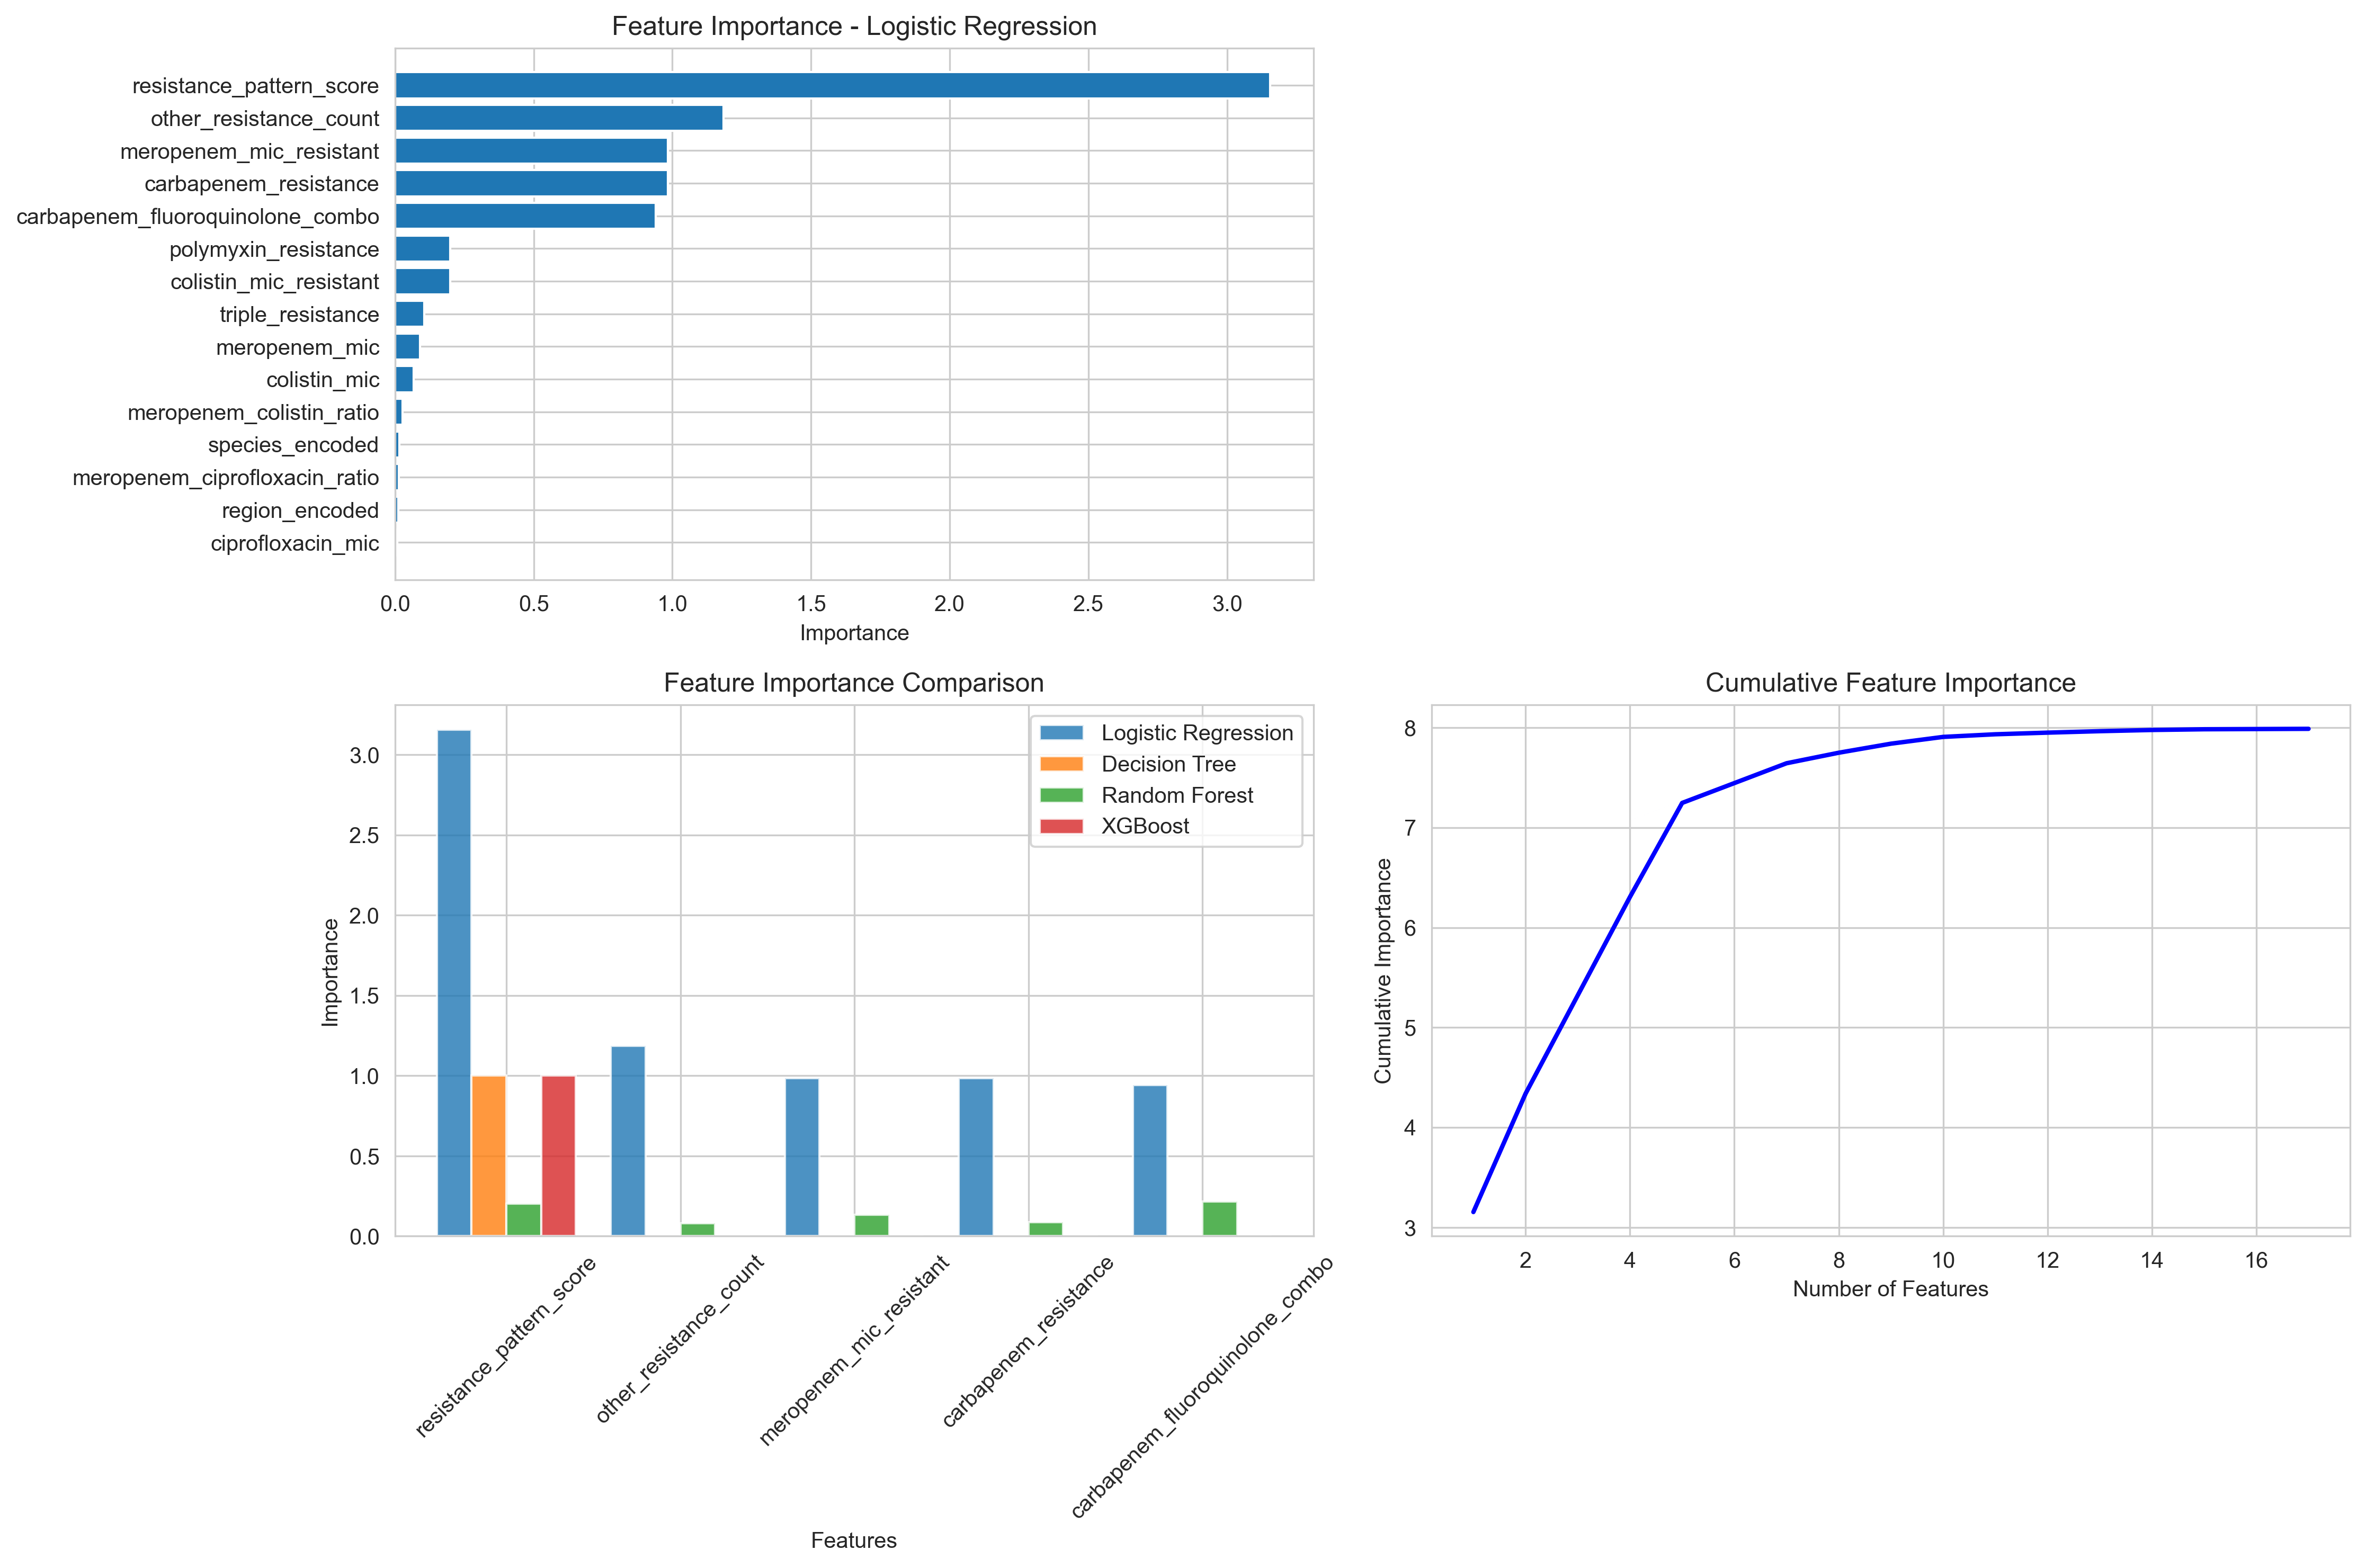 Feature Importance - Logistic Regression
resistance_pattern_score
other_resistance_count
meropenem_mic_resistant
carbapenem_resistance
carbapenem_fluoroquinolone_combo
polymyxin_resistance
colistin_mic_resistant
triple_resistance
meropenem_mic
colistin_mic
meropenem_colistin_ratio
species_encoded
meropenem_ciprofloxacin_ratio
region_encoded
ciprofloxacin_mic
0.0 0.5 1.0 1.5 2.0 2.5 3.0
Importance
Feature Importance Comparison
Logistic Regression
Decision Tree
Random Forest
XGBoost
3.0
2.5
2.0
1.5
1.0
0.5
0.0
Importance
resistance_pattern_score
other_resistance_count
meropenem_mic_resistant
carbapenem_resistance
carbapenem_fluoroquinolone_combo
Features
Cumulative Feature Importance
8
7
6
5
4
3
Cumulative Importance
2 4 6 8 10 12 14 16
Number of Features